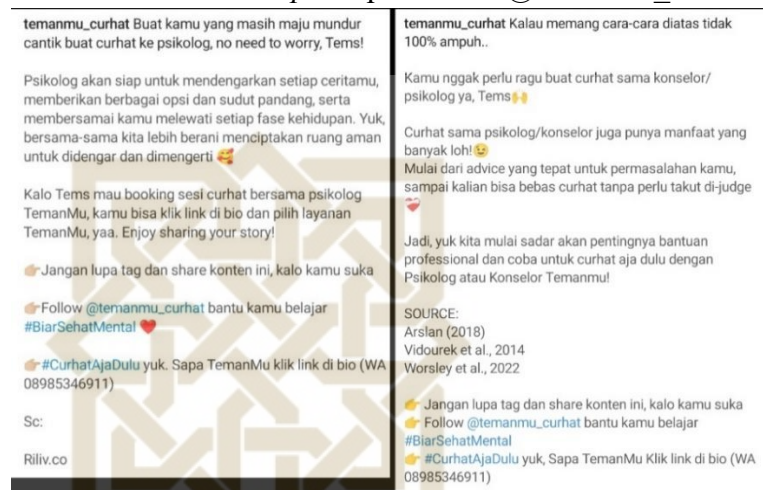 temanmu_curhat Buat kamu yang masih maju mundur
cantik buat curhat ke psikolog, no need to worry, Tems!
Psikolog akan siap untuk mendengarkan setiap ceritamu,
memberikan berbagai opsi dan sudut pandang, serta
membersamai kamu melewati setiap fase kehidupan. Yuk,
bersama-sama kita lebih berani menciptakan ruang aman
untuk didengar dan dimengerti 🥰
Kalo Tems mau booking sesi curhat bersama psikolog
TemanMu, kamu bisa klik link di bio dan pilih layanan
TemanMu, yaa. Enjoy sharing your story!
👉🏼Jangan lupa tag dan share konten ini, kalo kamu suka
👉🏼Follow @temanmu_curhat bantu kamu belajar
#BiarSehatMental ❤️
👉🏼#CurhatAjaDulu yuk. Sapa TemanMu klik link di bio (WA
08985346911)
Sc:
Riliv.co
temanmu_curhat Kalau memang cara-cara diatas tidak
100% ampuh..
Kamu nggak perlu ragu buat curhat sama konselor/
psikolog ya, Tems🙌
Curhat sama psikolog/konselor juga punya manfaat yang
banyak loh!😉
Mulai dari advice yang tepat untuk permasalahan kamu,
sampai kalian bisa bebas curhat tanpa perlu takut di-judge
❤️‍🩹
Jadi, yuk kita mulai sadar akan pentingnya bantuan
professional dan coba untuk curhat aja dulu dengan
Psikolog atau Konselor Temanmu!
SOURCE:
Arslan (2018)
Vidourek et al., 2014
Worsley et al., 2022
👉 Jangan lupa tag dan share konten ini, kalo kamu suka
👉 Follow @temanmu_curhat bantu kamu belajar
#BiarSehatMental
👉 #CurhatAjaDulu yuk, Sapa TemanMu Klik link di bio (WA
08985346911)